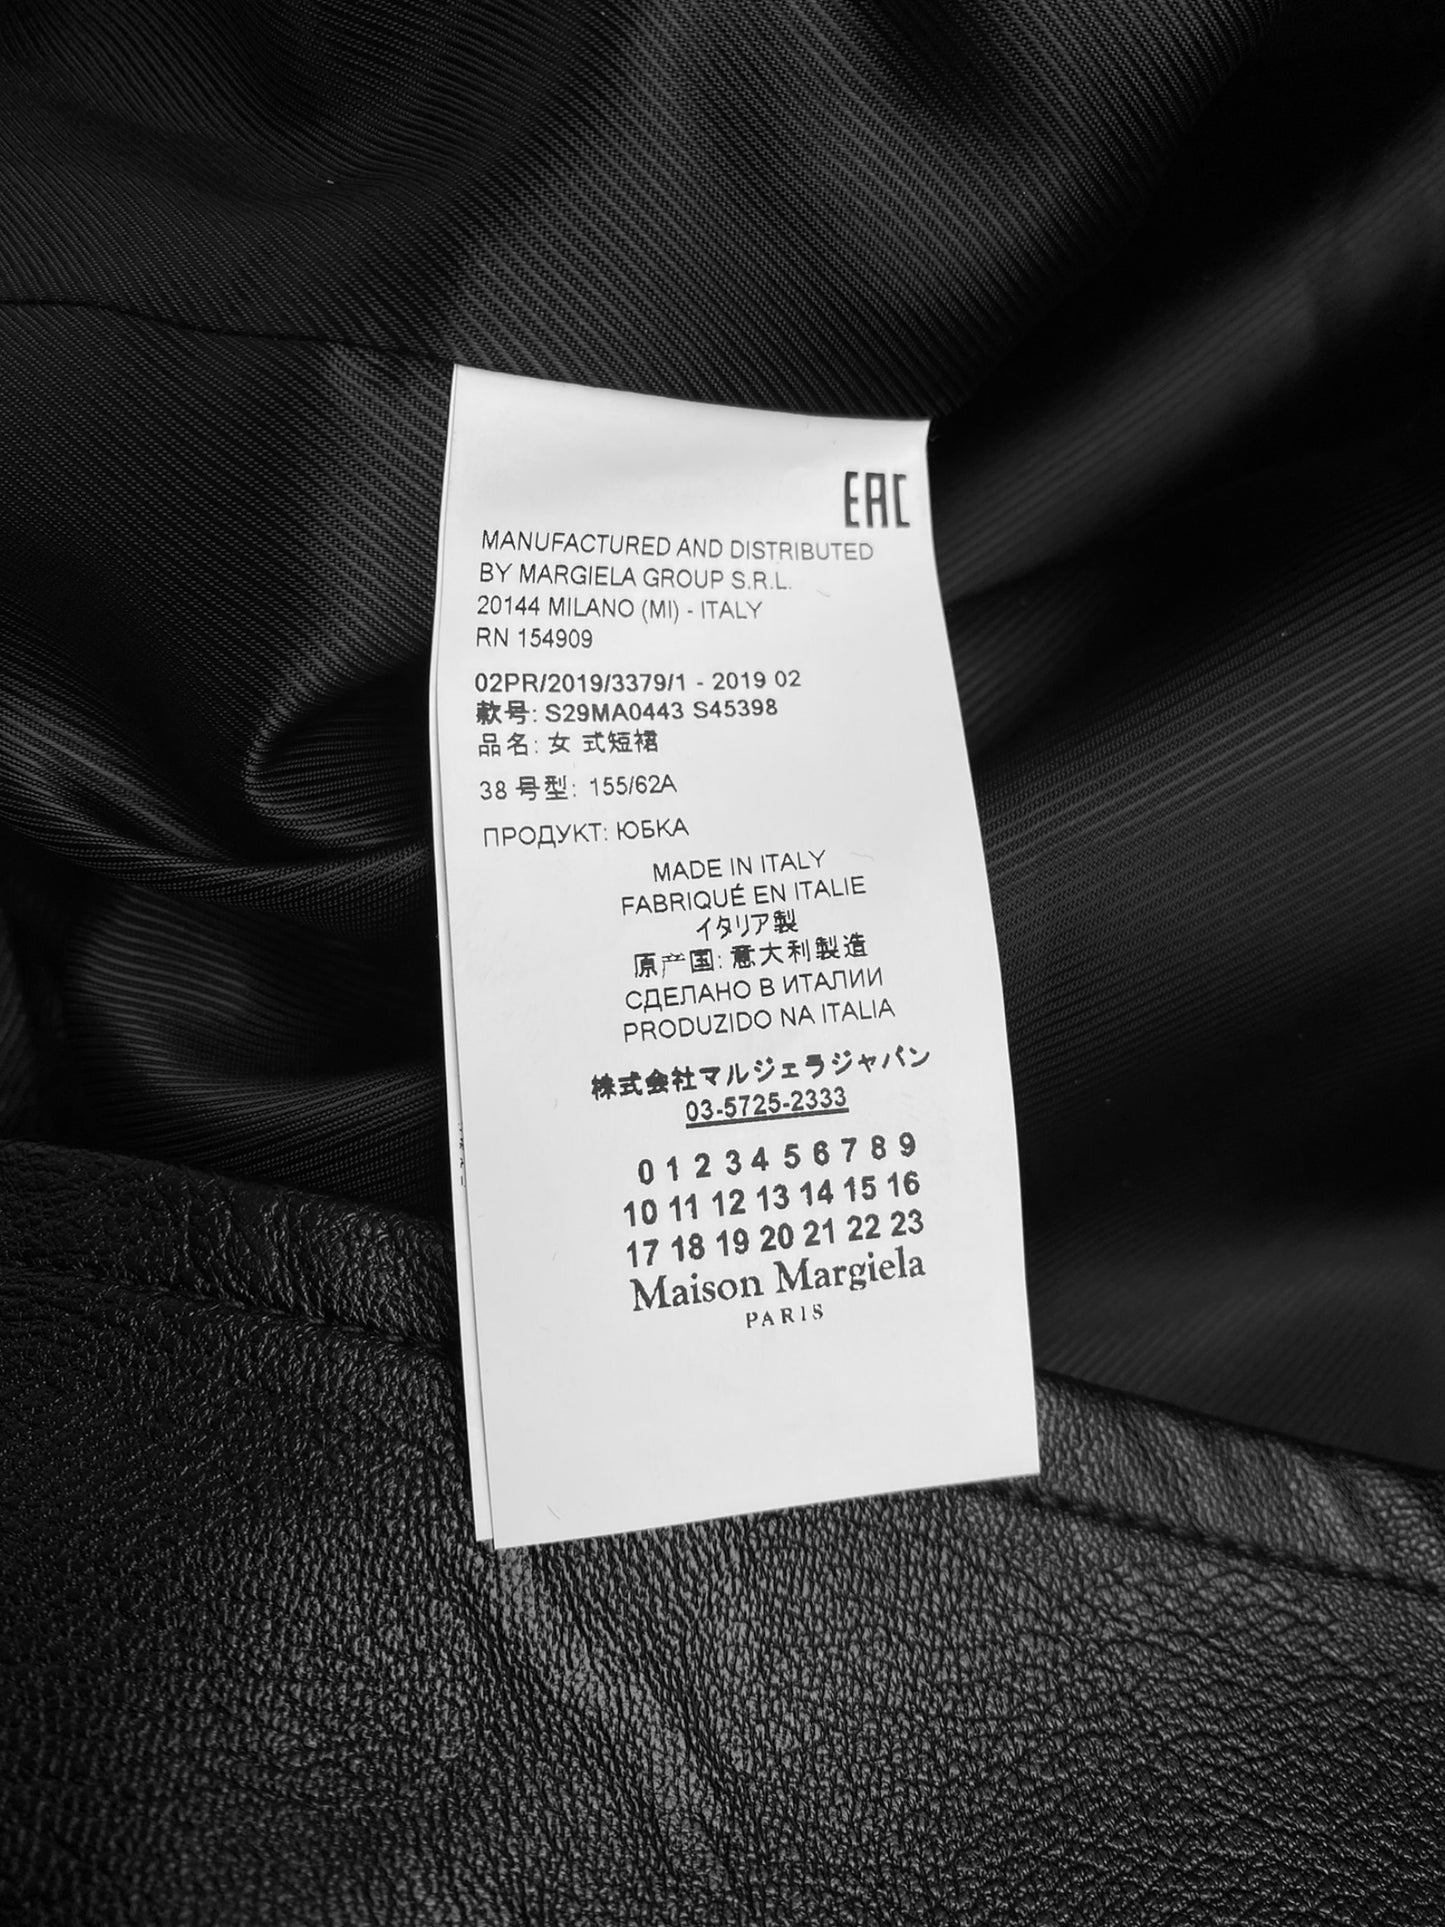 EAC
MANUFACTURED AND DISTRIBUTED
BY MARGIELA GROUP S.R.L.
20144 MILANO (MI) - ITALY
RN 154909
02PR/2019/3379/1 - 2019 02
款号: S29MA0443 S45398
品名: 女 式短裙
38 号型: 155/62A
ПРОДУКТ: ЮБКА
MADE IN ITALY
FABRIQUÉ EN ITALIE
イタリア製
原产国: 意大利製造
СДЕЛАНО В ИТАЛИИ
PRODUZIDO NA ITALIA
株式会社マルジェラジャパン
03-5725-2333
0 1 2 3 4 5 6 7 8 9
10 11 12 13 14 15 16
17 18 19 20 21 22 23
Maison Margiela
PARIS